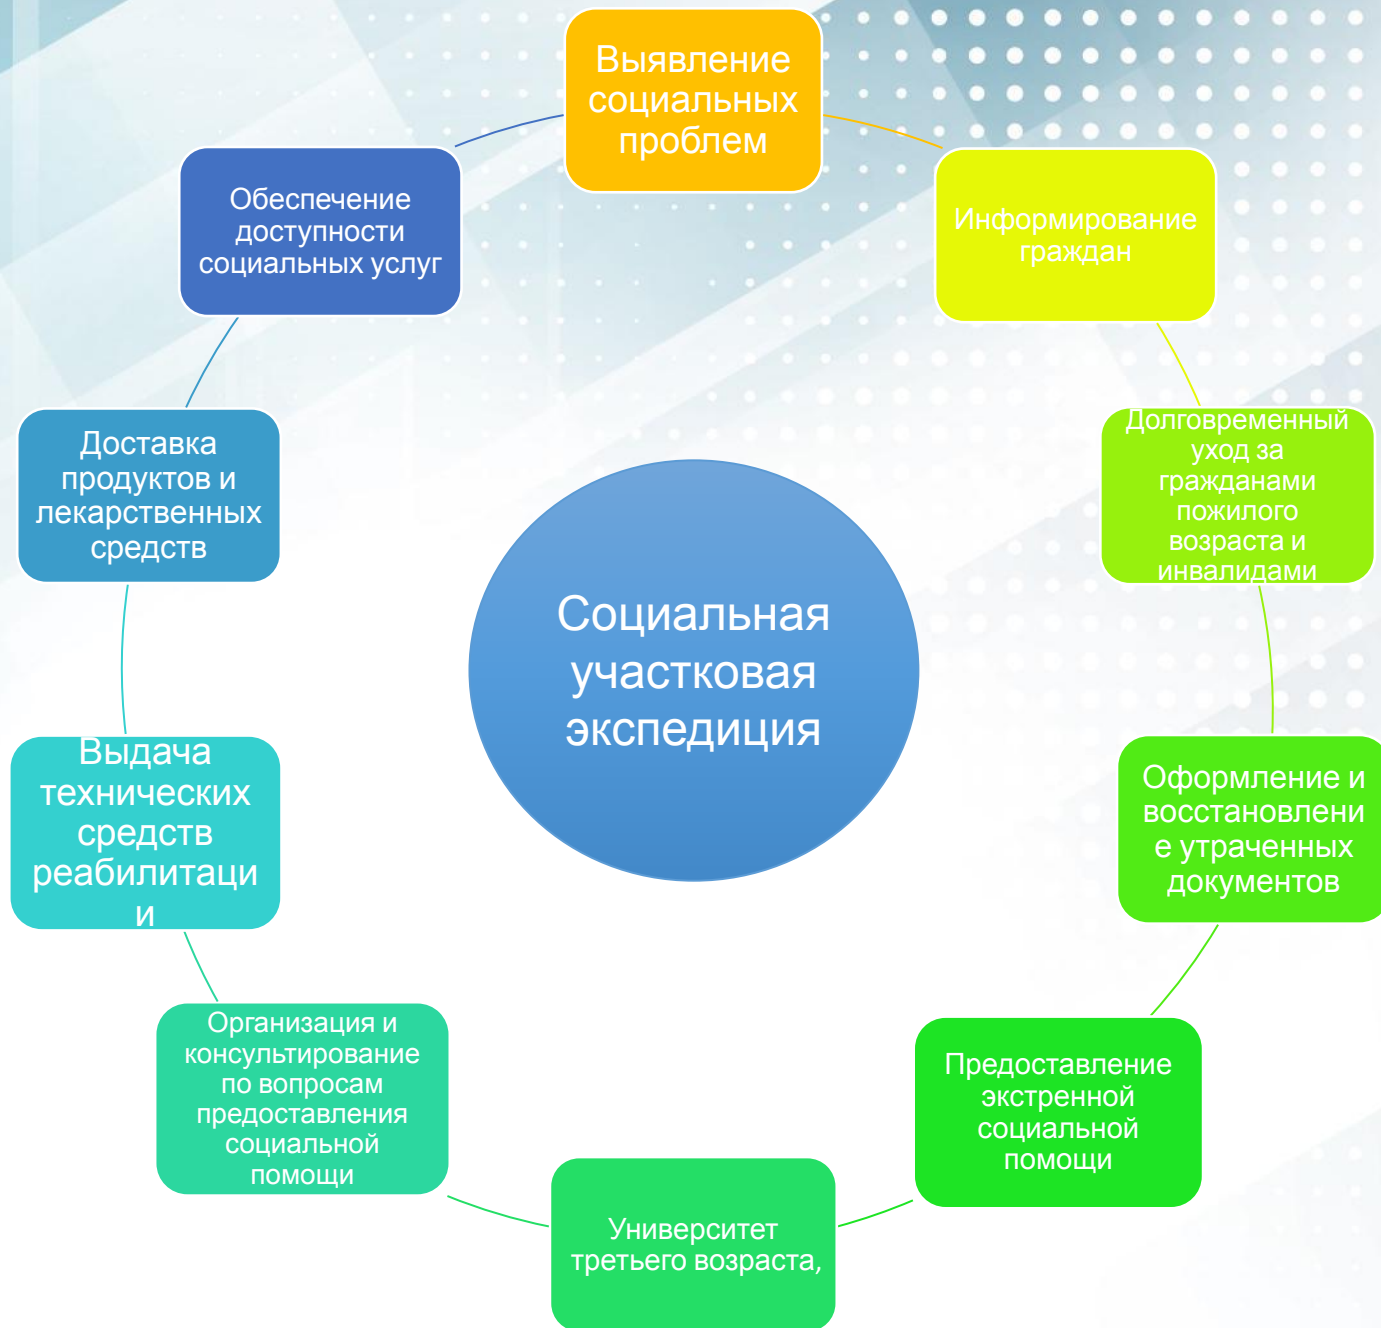 Выявление
социальных
проблем
Информирование
граждан
Долговременный
уход за
гражданами
пожилого
возраста и
инвалидами
Оформление и
восстановлени
е утраченных
документов
Предоставление
экстренной
социальной
помощи
Университет
третьего возраста,
Организация и
консультирование
по вопросам
предоставления
социальной
помощи
Выдача
технических
средств
реабилитаци
и
Доставка
продуктов и
лекарственных
средств
Обеспечение
доступности
социальных услуг
Социальная
участковая
экспедиция